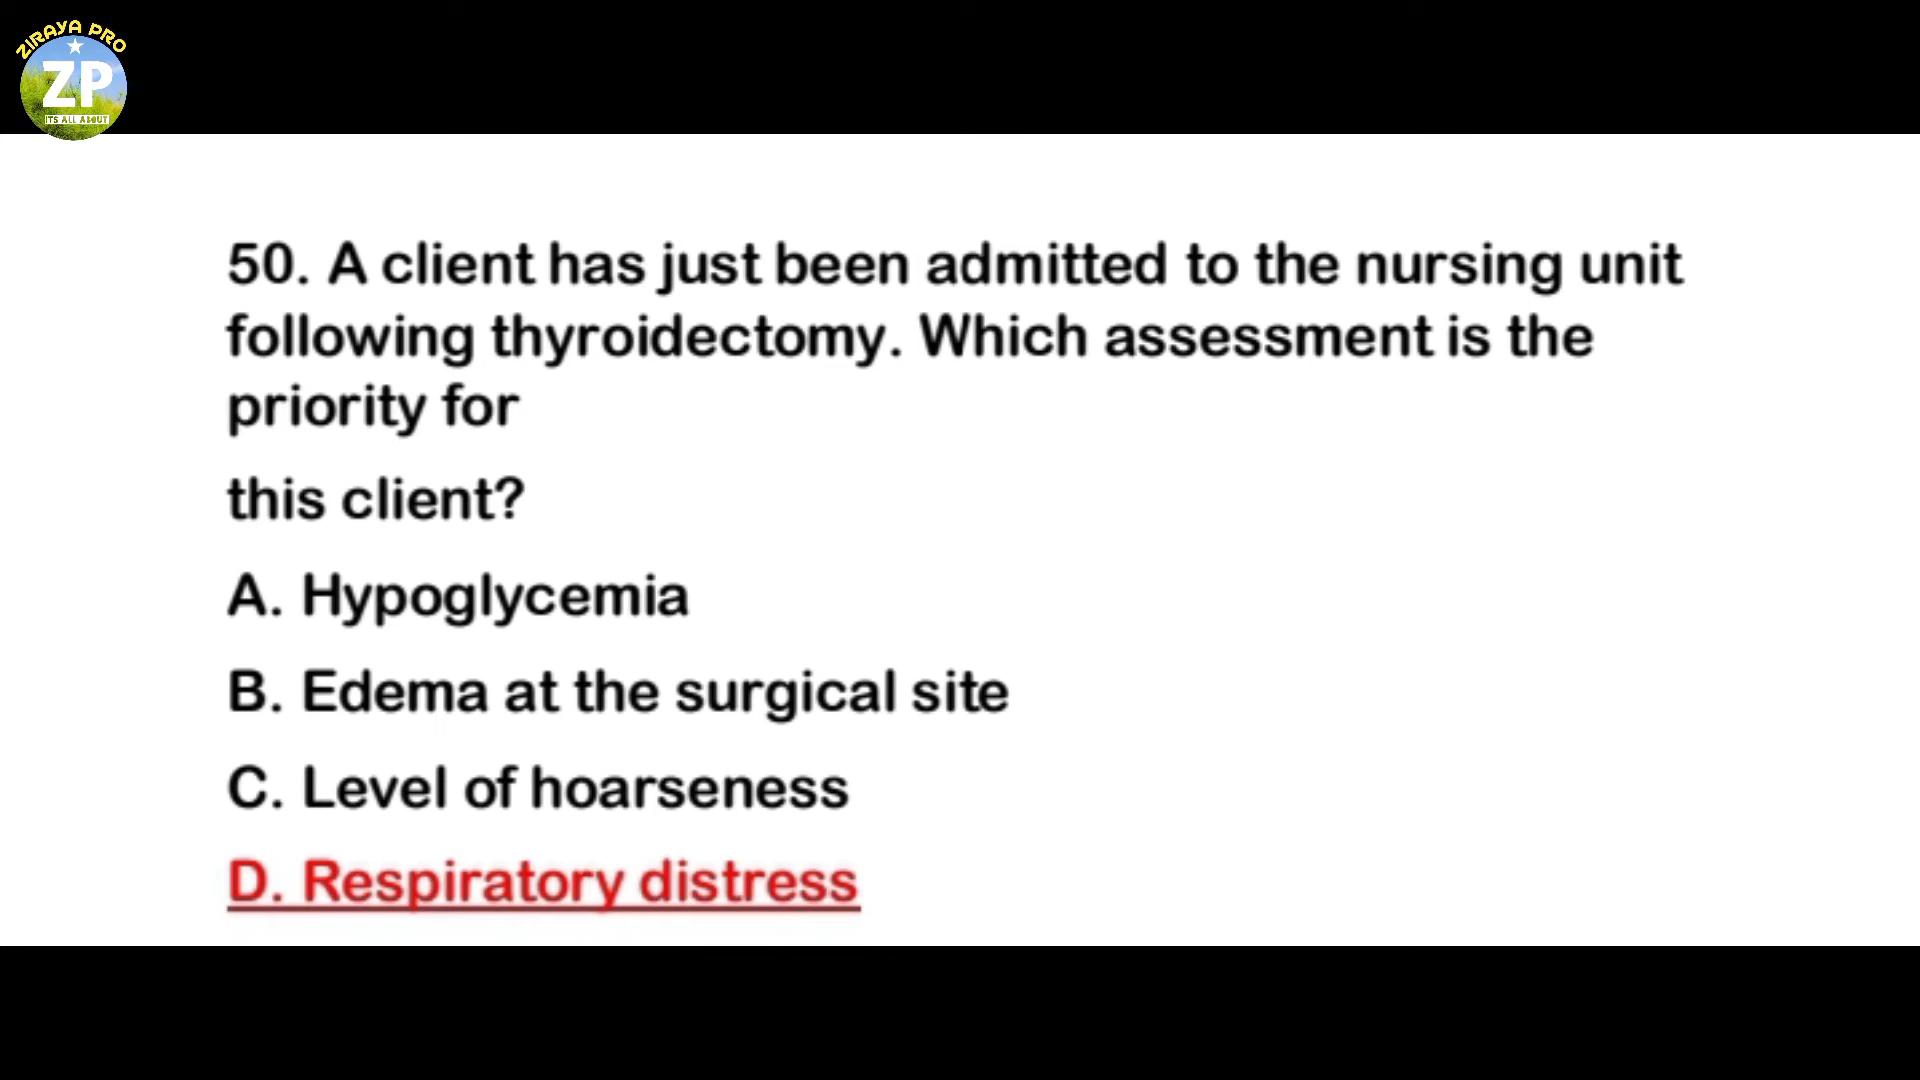 ZIRAYA PRO
ZP
ITS ALL ABOUT
50. A client has just been admitted to the nursing unit
following thyroidectomy. Which assessment is the
priority for
this client?
A. Hypoglycemia
B. Edema at the surgical site
C. Level of hoarseness
D. Respiratory distress